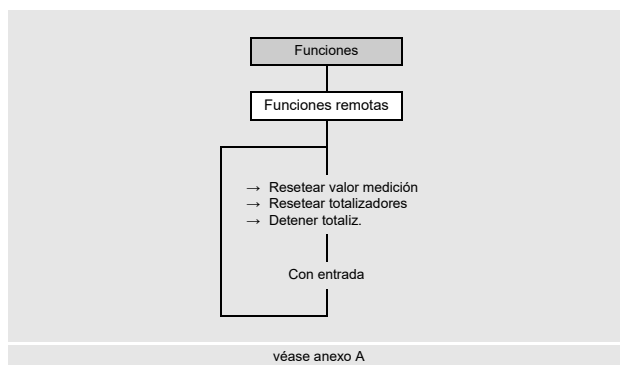 Funciones
Funciones remotas
→ Resetear valor medición
→ Resetear totalizadores
→ Detener totaliz.
Con entrada
véase anexo A